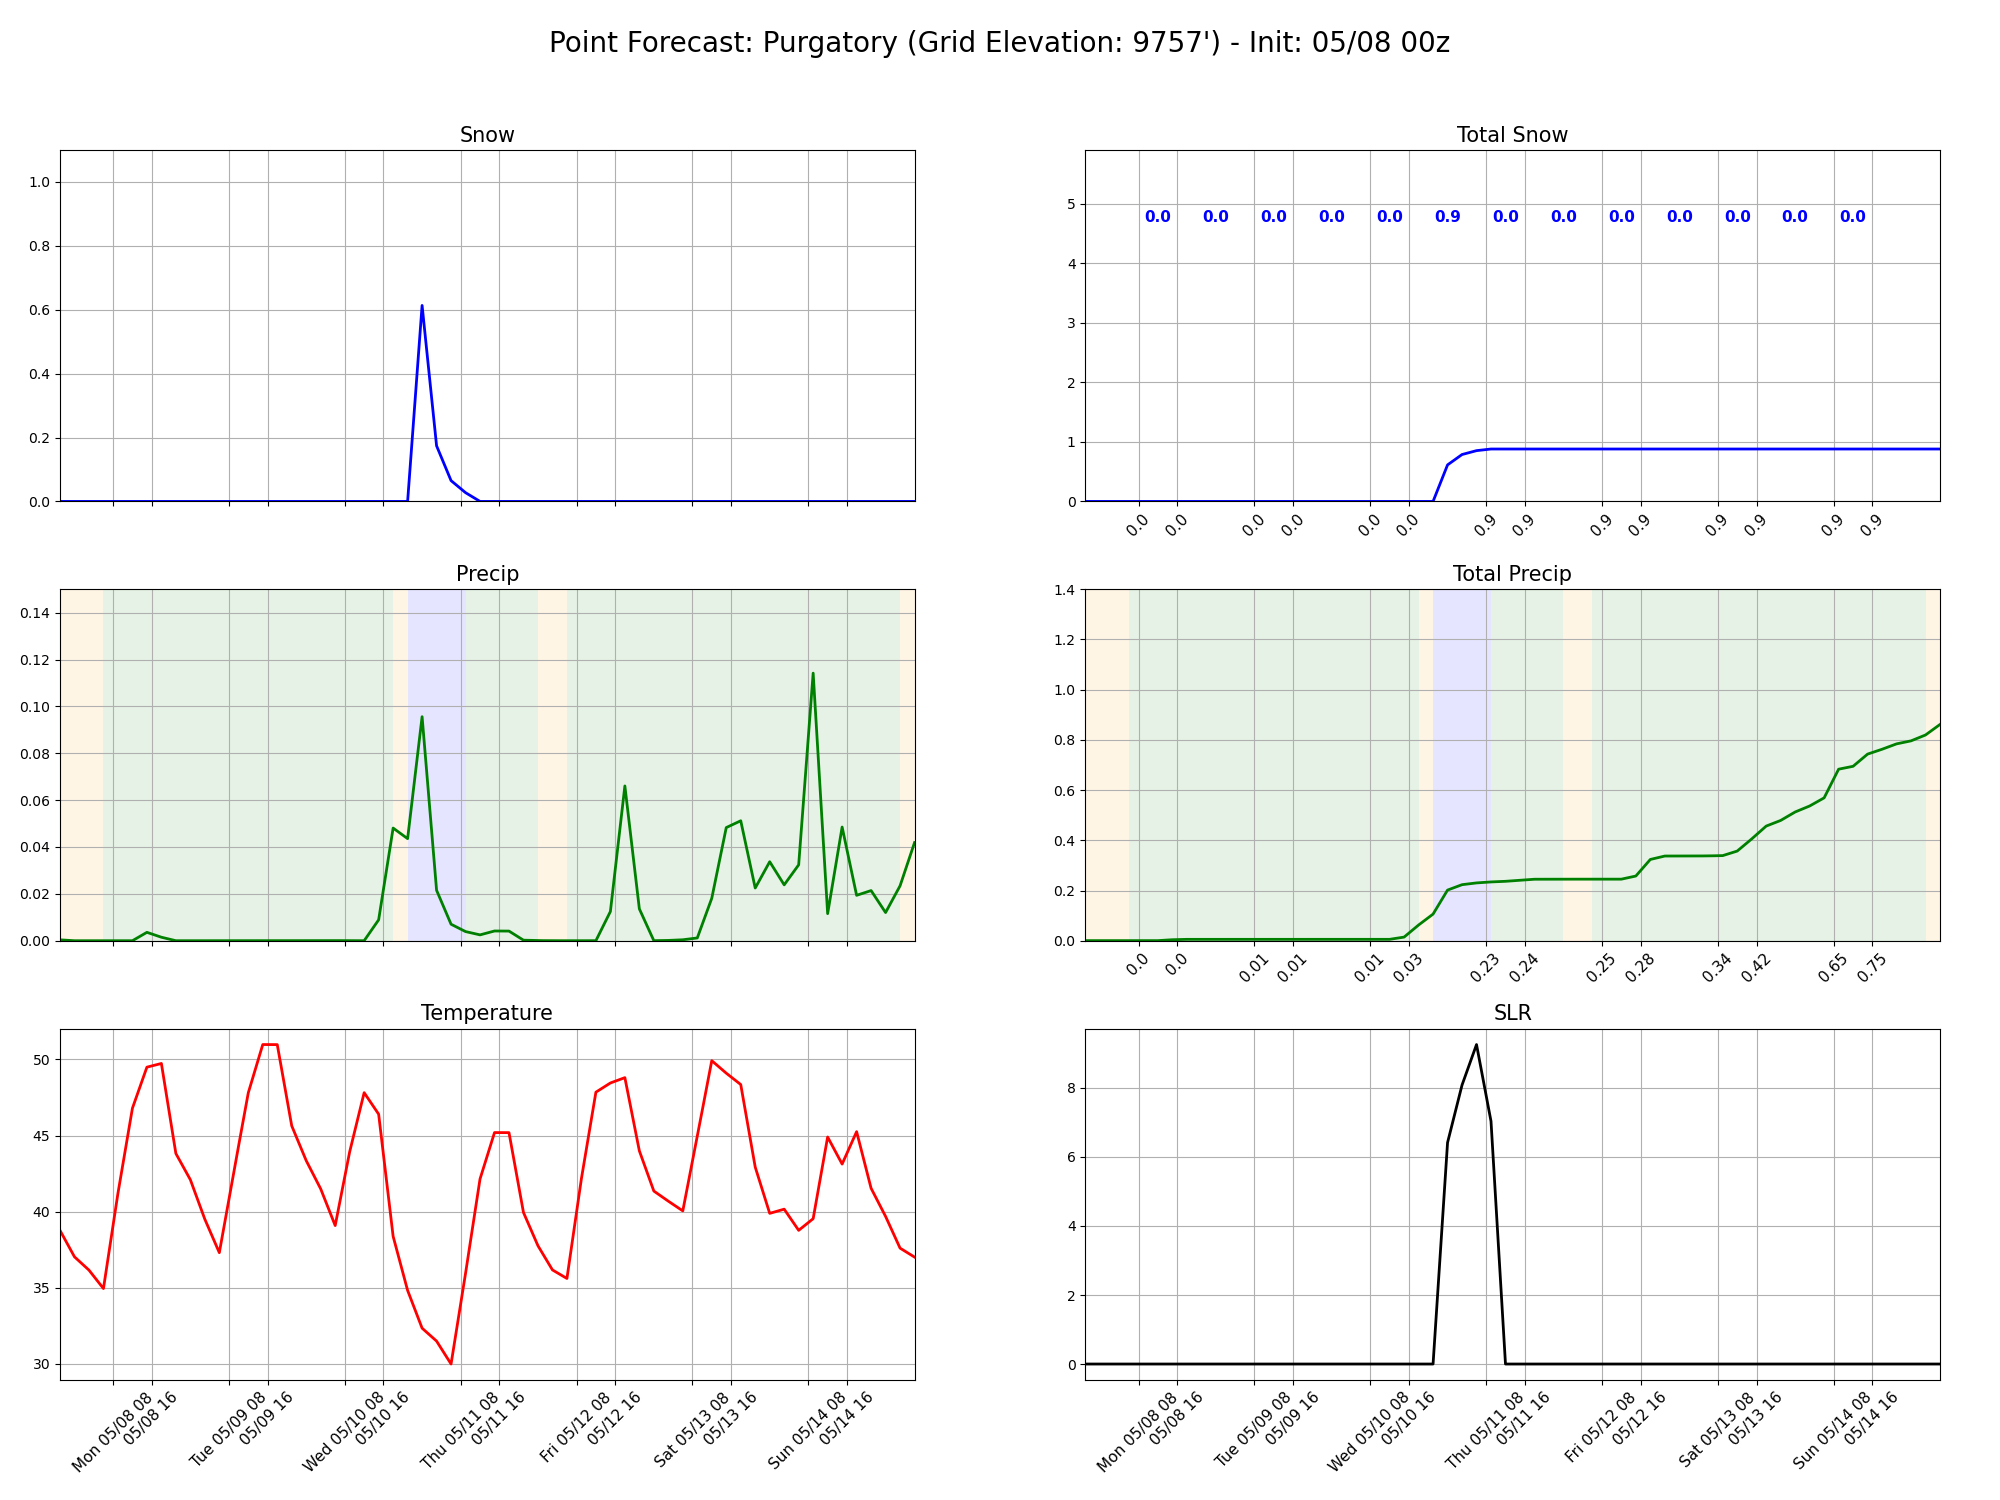 Point Forecast: Purgatory (Grid Elevation: 9757') - Init: 05/08 00z
Snow
1.0
0.8
0.6
0.4
0.2
0.0
Total Snow
5
4
3
2
1
0
0.0 0.0 0.0 0.0 0.0 0.9 0.0 0.0 0.0 0.0 0.0 0.0 0.0
0.0 0.0 0.0 0.0 0.0 0.0 0.9 0.9 0.9 0.9 0.9 0.9 0.9 0.9
Precip
0.14
0.12
0.10
0.08
0.06
0.04
0.02
0.00
Total Precip
1.4
1.2
1.0
0.8
0.6
0.4
0.2
0.0
0.0 0.0 0.01 0.01 0.01 0.03 0.23 0.24 0.25 0.28 0.34 0.42 0.65 0.75
Temperature
50
45
40
35
30
Mon 05/08 08
05/08 16
Tue 05/09 08
05/09 16
Wed 05/10 08
05/10 16
Thu 05/11 08
05/11 16
Fri 05/12 08
05/12 16
Sat 05/13 08
05/13 16
Sun 05/14 08
05/14 16
SLR
8
6
4
2
0
Mon 05/08 08
05/08 16
Tue 05/09 08
05/09 16
Wed 05/10 08
05/10 16
Thu 05/11 08
05/11 16
Fri 05/12 08
05/12 16
Sat 05/13 08
05/13 16
Sun 05/14 08
05/14 16